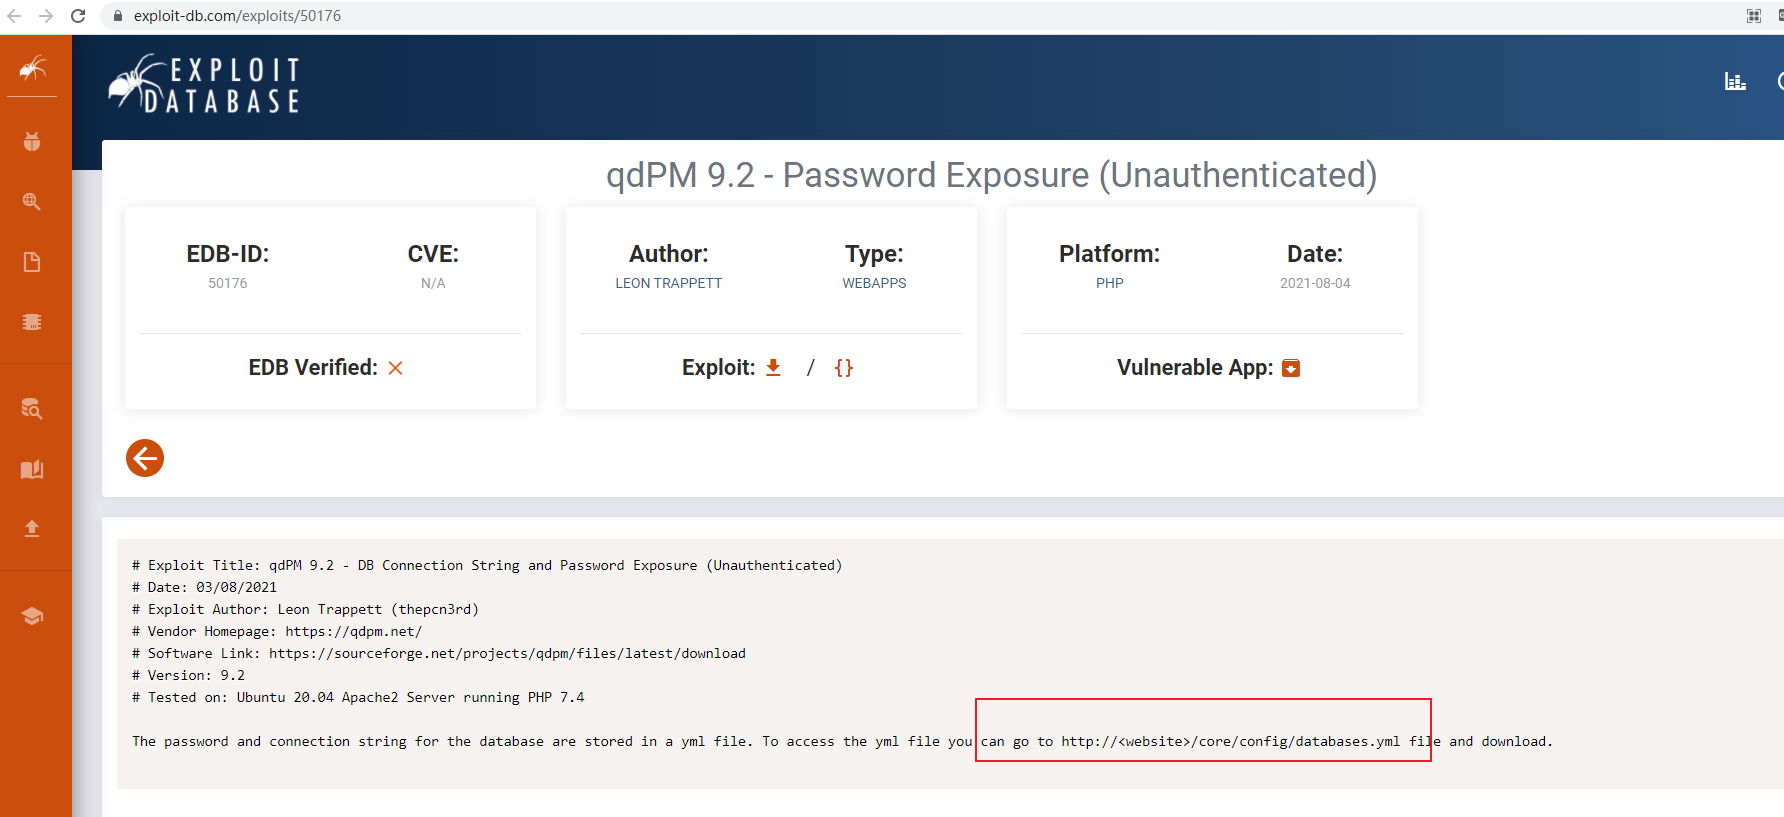 exploit-db.com/exploits/50176
EXPLOIT
DATABASE
qdPM 9.2 - Password Exposure (Unauthenticated)
EDB-ID:
50176
CVE:
N/A
EDB Verified:
Author:
LEON TRAPPETT
Type:
WEBAPPS
Exploit: / {}
Platform:
PHP
Date:
2021-08-04
Vulnerable App:
# Exploit Title: qdPM 9.2 - DB Connection String and Password Exposure (Unauthenticated)
# Date: 03/08/2021
# Exploit Author: Leon Trappett (thepcn3rd)
# Vendor Homepage: https://qdpm.net/
# Software Link: https://sourceforge.net/projects/qdpm/files/latest/download
# Version: 9.2
# Tested on: Ubuntu 20.04 Apache2 Server running PHP 7.4
The password and connection string for the database are stored in a yml file. To access the yml file you can go to http://<website>/core/config/databases.yml file and download.